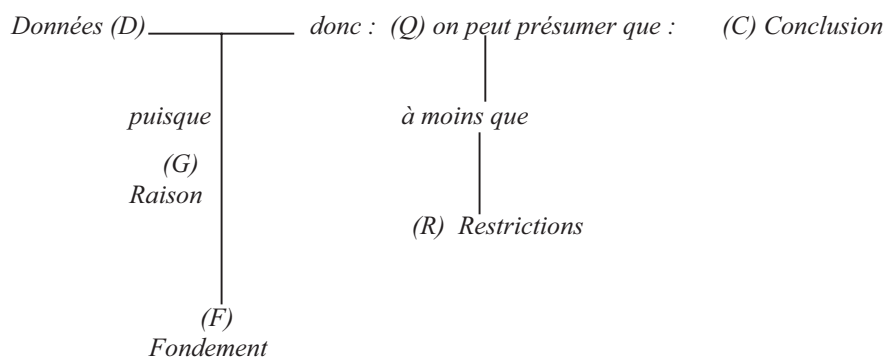 Données (D) donc : (Q) on peut présumer que : (C) Conclusion
puisque à moins que
(G)
Raison
(R) Restrictions
(F)
Fondement